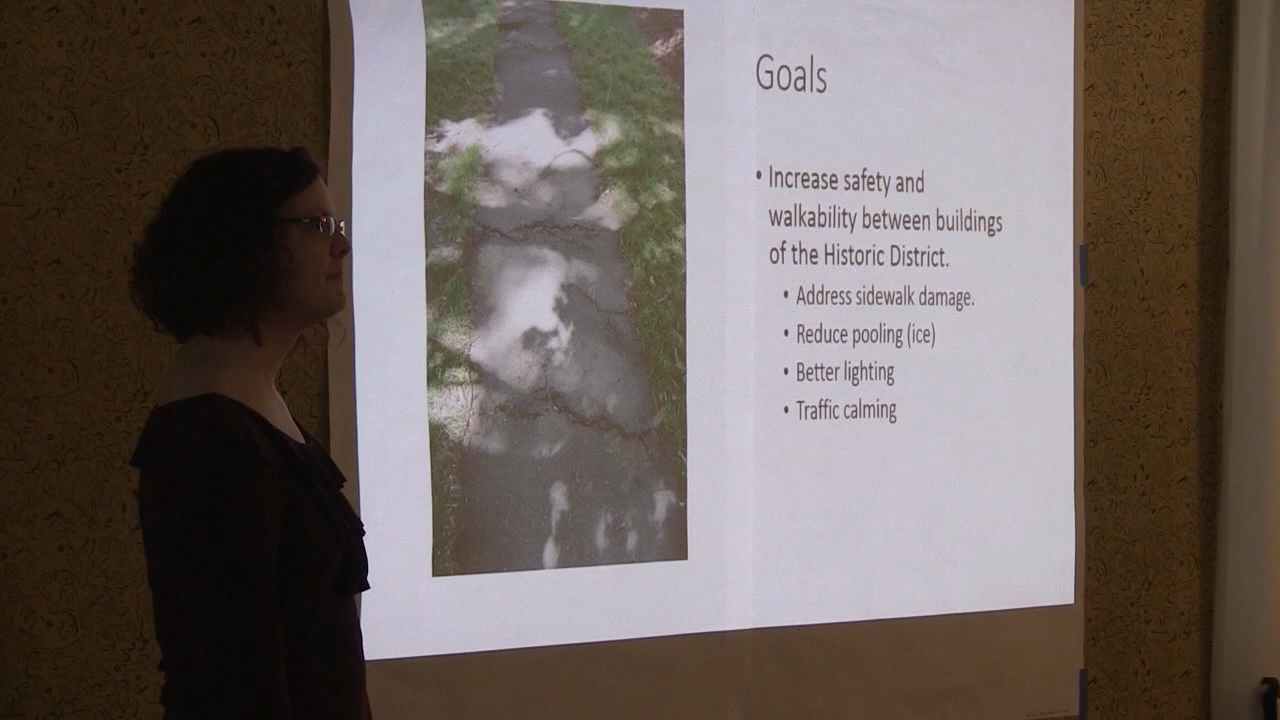 Goals
• Increase safety and
walkability between buildings
of the Historic District.
• Address sidewalk damage.
• Reduce pooling (ice)
• Better lighting
• Traffic calming